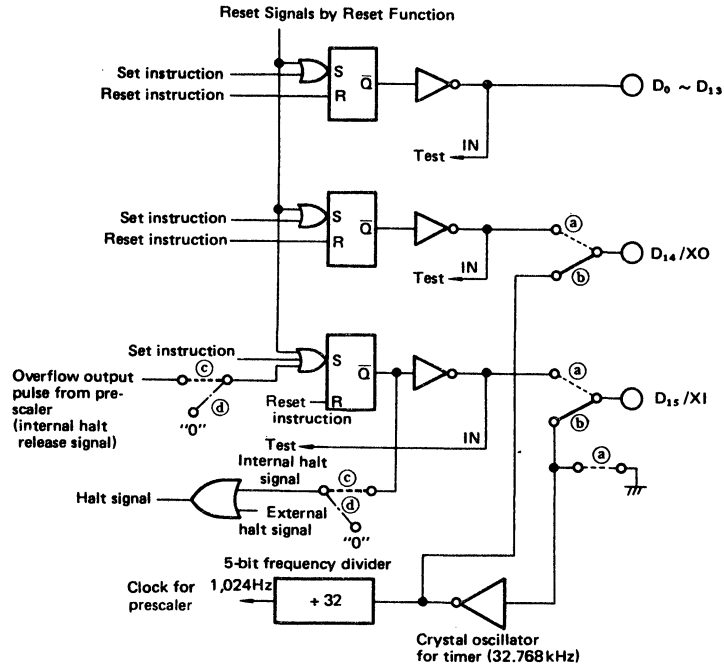 Reset Signals by Reset Function
Set instruction
Reset instruction
S
R
Q̅
D₀ ~ D₁₃
IN
Test
Set instruction
Reset instruction
S
R
Q̅
ⓐ
D₁₄/XO
ⓑ
IN
Test
Set instruction
S
Q̅
R
Reset
instruction
Overflow output
pulse from pre-
scaler
(internal halt
release signal)
ⓒ
ⓓ
"0"
ⓐ
D₁₅/XI
ⓑ
IN
Test
Internal halt
signal
ⓒ
ⓓ
"0"
ⓐ
Halt signal
External
halt signal
5-bit frequency divider
Clock for
prescaler
1,024Hz
÷ 32
Crystal oscillator
for timer (32.768kHz)